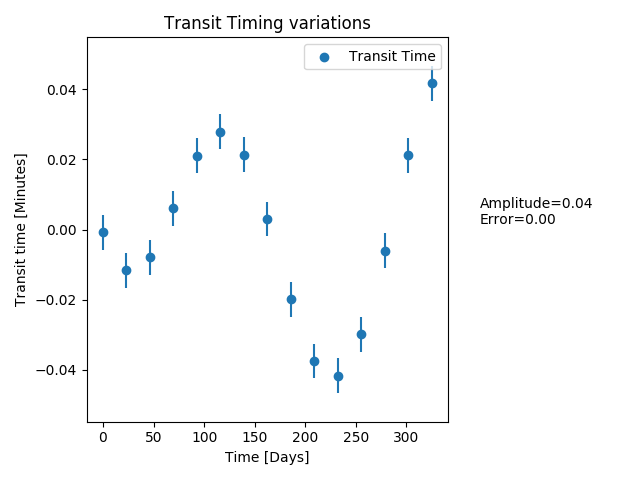 Transit Timing variations
Transit Time
0.04
0.02
0.00
−0.02
−0.04
Transit time [Minutes]
0 50 100 150 200 250 300
Time [Days]
Amplitude=0.04
Error=0.00